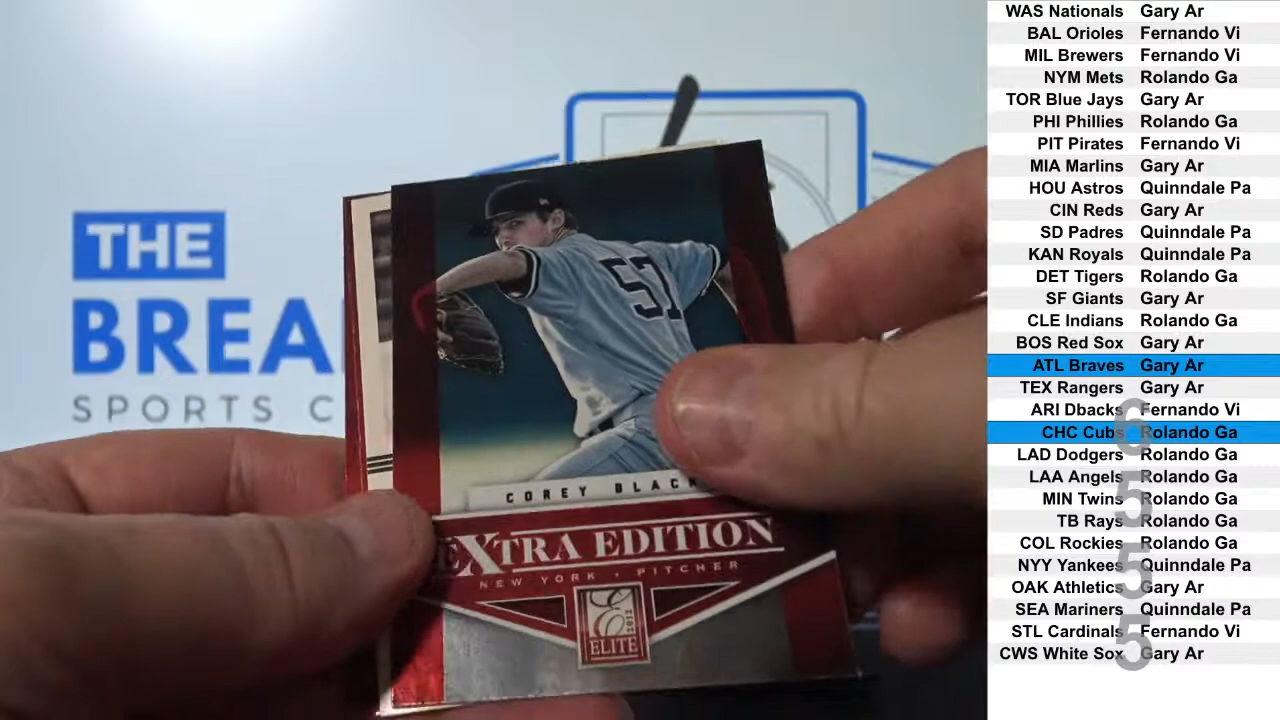 THE
BREA
SPORTS C
57
COREY BLACK
EXTRA EDITION
NEW YORK • PITCHER
E
2012
ELITE
WAS Nationals Gary Ar
BAL Orioles Fernando Vi
MIL Brewers Fernando Vi
NYM Mets Rolando Ga
TOR Blue Jays Gary Ar
PHI Phillies Rolando Ga
PIT Pirates Fernando Vi
MIA Marlins Gary Ar
HOU Astros Quinndale Pa
CIN Reds Gary Ar
SD Padres Quinndale Pa
KAN Royals Quinndale Pa
DET Tigers Rolando Ga
SF Giants Gary Ar
CLE Indians Rolando Ga
BOS Red Sox Gary Ar
ATL Braves Gary Ar
TEX Rangers Gary Ar
ARI Dbacks Fernando Vi
CHC Cubs Rolando Ga
LAD Dodgers Rolando Ga
LAA Angels Rolando Ga
MIN Twins Rolando Ga
TB Rays Rolando Ga
COL Rockies Rolando Ga
NYY Yankees Quinndale Pa
OAK Athletics Gary Ar
SEA Mariners Quinndale Pa
STL Cardinals Fernando Vi
CWS White Sox Gary Ar
6
5
5
5